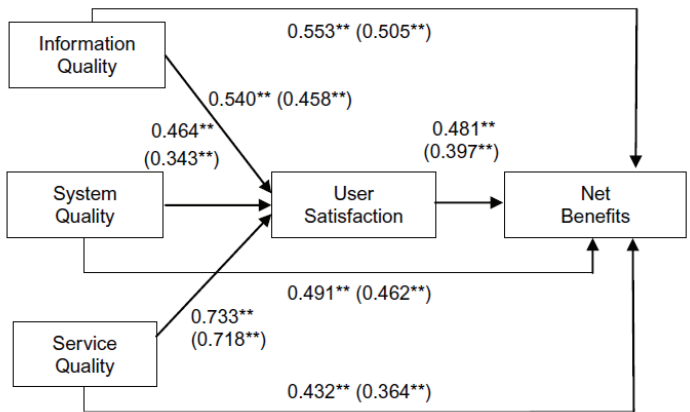 Information
Quality
0.553** (0.505**)
0.540** (0.458**)
0.464**
(0.343**)
0.481**
(0.397**)
System
Quality
User
Satisfaction
Net
Benefits
0.491** (0.462**)
0.733**
(0.718**)
Service
Quality
0.432** (0.364**)